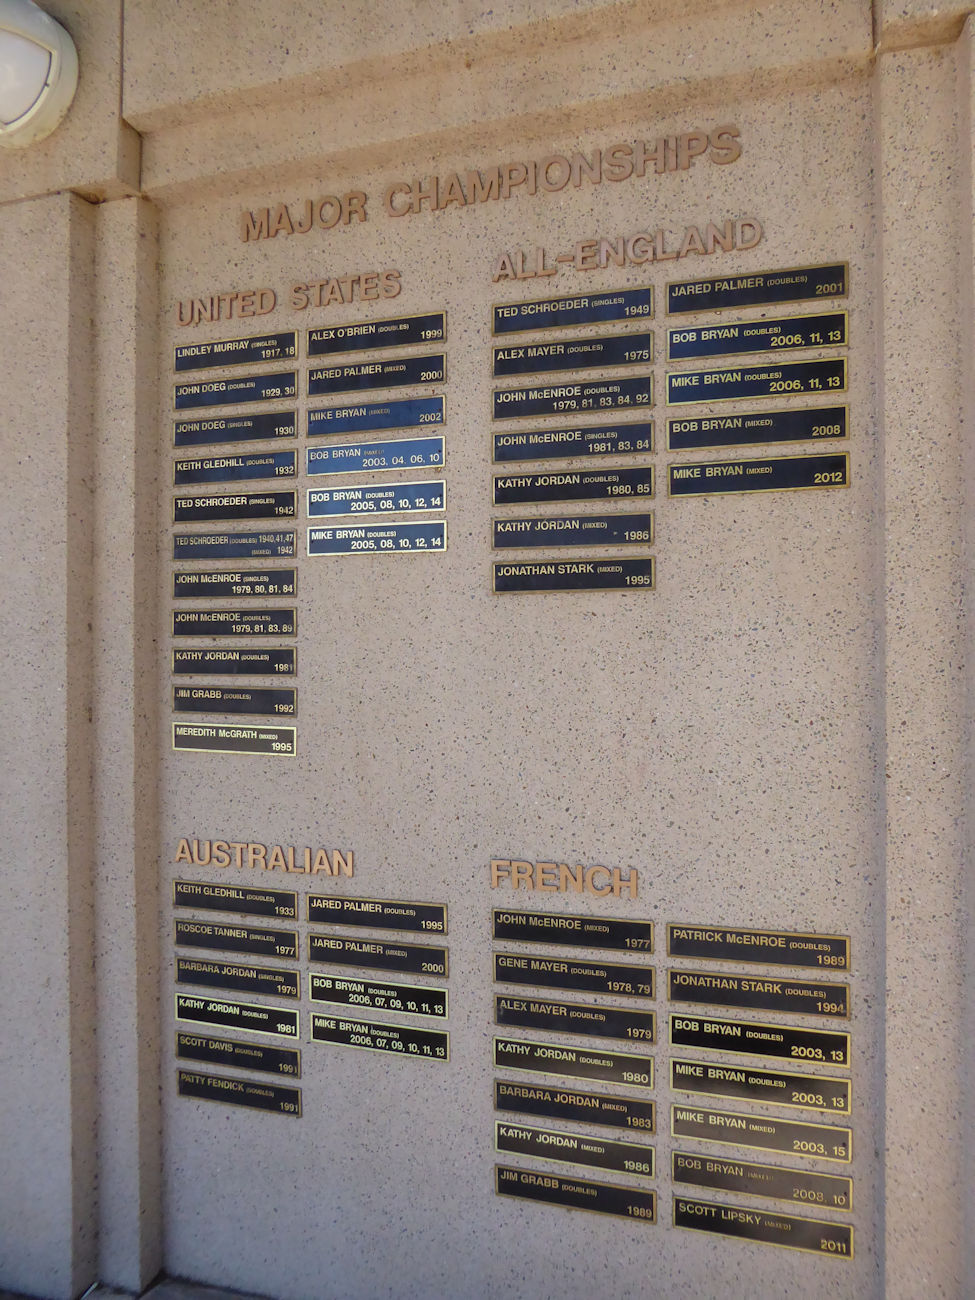 MAJOR CHAMPIONSHIPS
UNITED STATES
LINDLEY MURRAY (SINGLES)
1917, 18
JOHN DOEG (DOUBLES)
1929, 30
JOHN DOEG (SINGLES)
1930
KEITH GLEDHILL (DOUBLES)
1932
TED SCHROEDER (SINGLES)
1942
TED SCHROEDER (DOUBLES) 1940,41,47
(MIXED) 1942
JOHN McENROE (SINGLES)
1979, 80, 81, 84
JOHN McENROE (DOUBLES)
1979, 81, 83, 89
KATHY JORDAN (DOUBLES)
1981
JIM GRABB (DOUBLES)
1992
MEREDITH McGRATH (MIXED)
1995
ALEX O'BRIEN (DOUBLES)
1999
JARED PALMER (MIXED)
2000
MIKE BRYAN (MIXED)
2002
BOB BRYAN (MIXED)
2003, 04, 06, 10
BOB BRYAN (DOUBLES)
2005, 08, 10, 12, 14
MIKE BRYAN (DOUBLES)
2005, 08, 10, 12, 14
ALL-ENGLAND
TED SCHROEDER (SINGLES)
1949
ALEX MAYER (DOUBLES)
1975
JOHN McENROE (DOUBLES)
1979, 81, 83, 84, 92
JOHN McENROE (SINGLES)
1981, 83, 84
KATHY JORDAN (DOUBLES)
1980, 85
KATHY JORDAN (MIXED)
1986
JONATHAN STARK (MIXED)
1995
JARED PALMER (DOUBLES)
2001
BOB BRYAN (DOUBLES)
2006, 11, 13
MIKE BRYAN (DOUBLES)
2006, 11, 13
BOB BRYAN (MIXED)
2008
MIKE BRYAN (MIXED)
2012
AUSTRALIAN
KEITH GLEDHILL (DOUBLES)
1933
ROSCOE TANNER (SINGLES)
1977
BARBARA JORDAN (SINGLES)
1979
KATHY JORDAN (DOUBLES)
1981
SCOTT DAVIS (DOUBLES)
1991
PATTY FENDICK (DOUBLES)
1991
JARED PALMER (DOUBLES)
1995
JARED PALMER (MIXED)
2000
BOB BRYAN (DOUBLES)
2006, 07, 09, 10, 11, 13
MIKE BRYAN (DOUBLES)
2006, 07, 09, 10, 11, 13
FRENCH
JOHN McENROE (MIXED)
1977
GENE MAYER (DOUBLES)
1978, 79
ALEX MAYER (DOUBLES)
1979
KATHY JORDAN (DOUBLES)
1980
BARBARA JORDAN (MIXED)
1983
KATHY JORDAN (MIXED)
1986
JIM GRABB (DOUBLES)
1989
PATRICK McENROE (DOUBLES)
1989
JONATHAN STARK (DOUBLES)
1994
BOB BRYAN (DOUBLES)
2003, 13
MIKE BRYAN (DOUBLES)
2003, 13
MIKE BRYAN (MIXED)
2003, 15
BOB BRYAN (MIXED)
2008, 10
SCOTT LIPSKY (MIXED)
2011